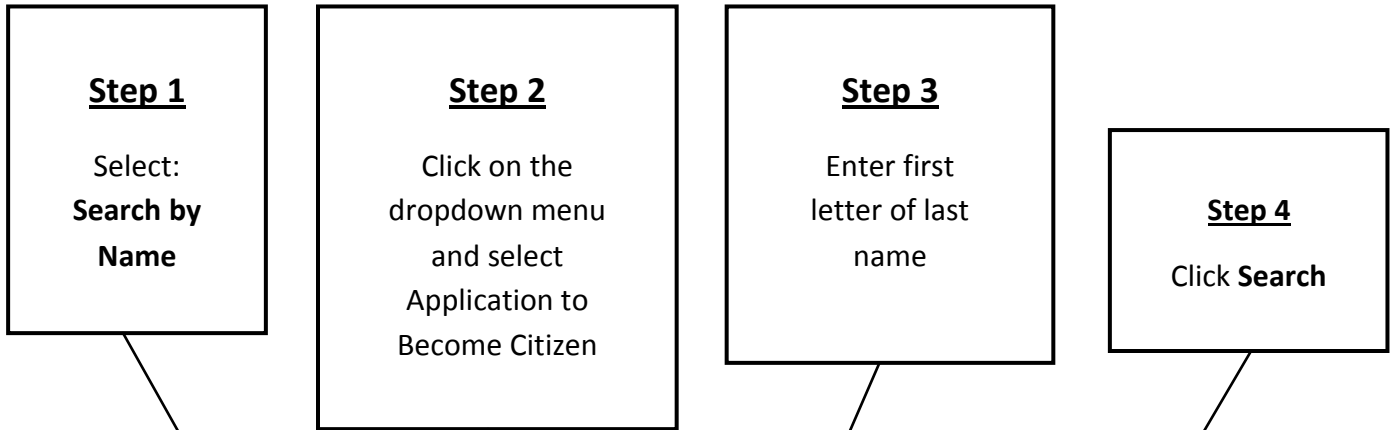 Step 1
Select:
Search by
Name
Step 2
Click on the
dropdown menu
and select
Application to
Become Citizen
Step 3
Enter first
letter of last
name
Step 4
Click Search